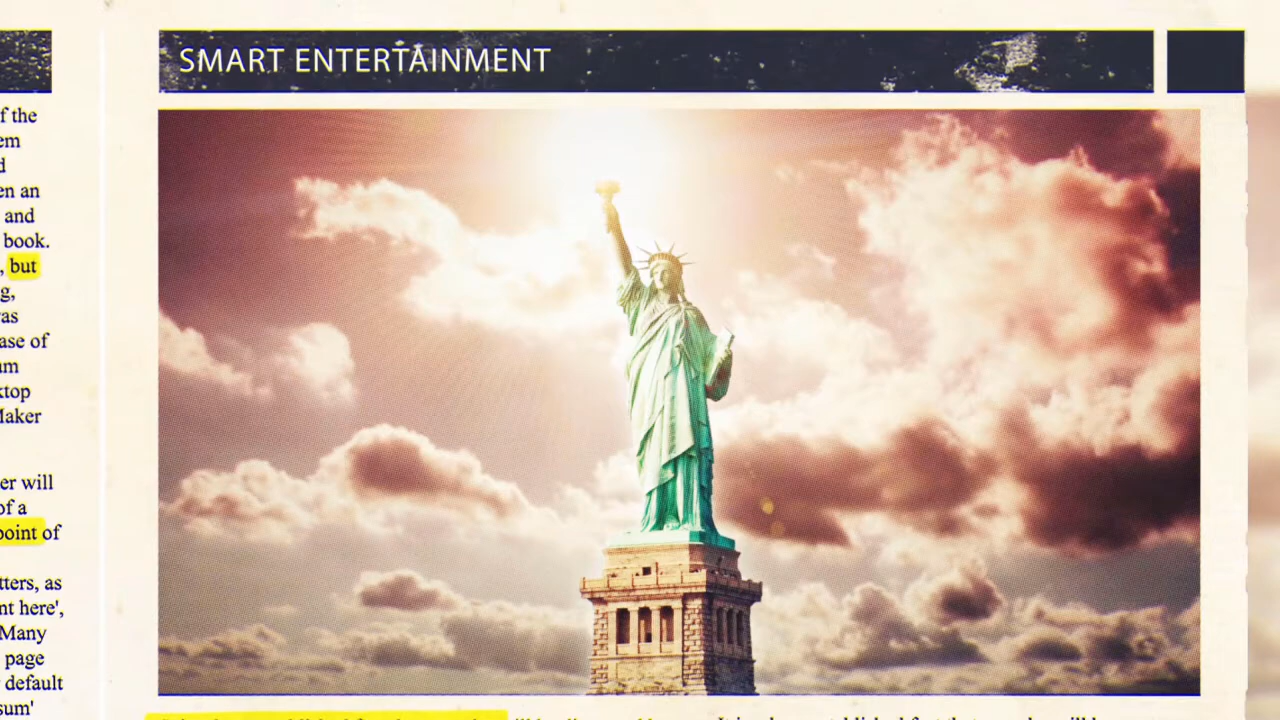 SMART ENTERTAINMENT
f the
em
d
en an
and
book.
, but
g,
as
ase of
um
ktop
Maker
er will
of a
point of
tters, as
nt here',
Many
page
default
sum'